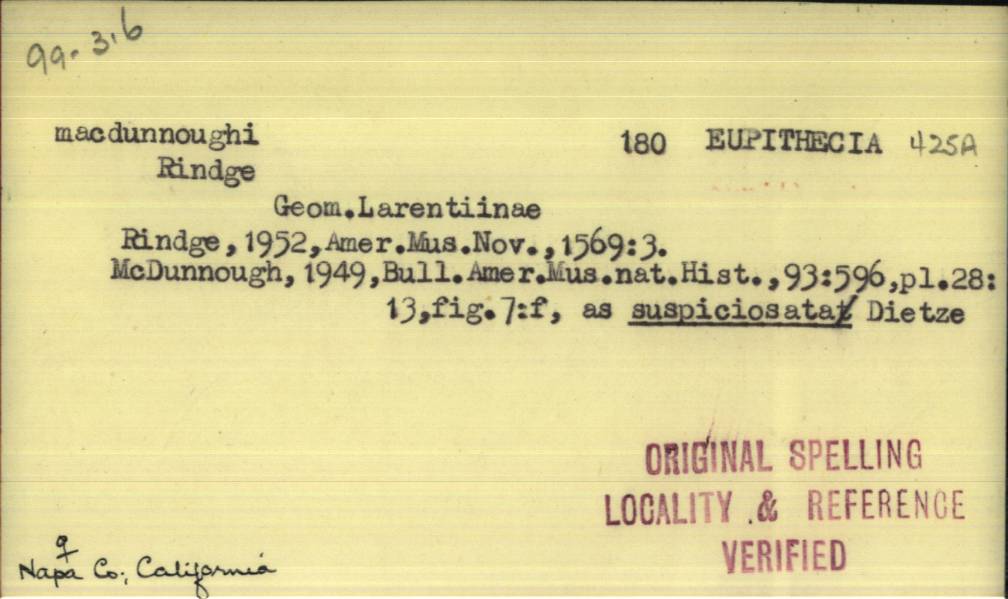 99.3.6
macdunnoughi 180 EUPITHECIA 425A
Rindge
Geom.Larentiinae
Rindge,1952,Amer.Mus.Nov.,1569:3.
McDunnough,1949,Bull.Amer.Mus.nat.Hist.,93:596,pl.28:
13,fig.7:f, as suspiciosata Dietze
ORIGINAL SPELLING
LOCALITY & REFERENCE
VERIFIED
♀
Napa Co; California